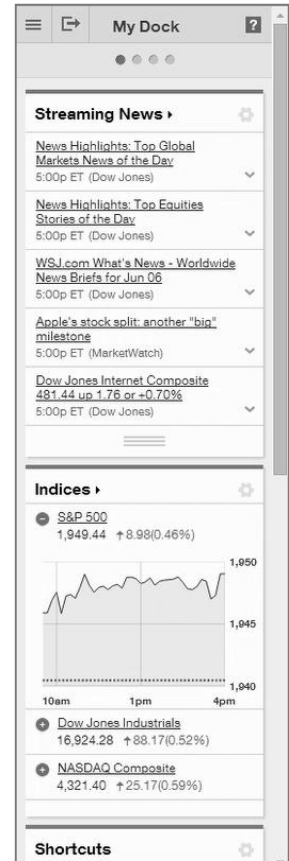 My Dock ?
Streaming News
News Highlights: Top Global
Markets News of the Day
5:00p ET (Dow Jones)
News Highlights: Top Equities
Stories of the Day
5:00p ET (Dow Jones)
WSJ.com What's News - Worldwide
News Briefs for Jun 06
5:00p ET (Dow Jones)
Apple's stock split: another "big"
milestone
5:00p ET (MarketWatch)
Dow Jones Internet Composite
481.44 up 1.76 or +0.70%
5:00p ET (Dow Jones)
Indices
S&P 500
1,949.44 ↑8.98(0.46%)
1,950
1,945
1,940
10am 1pm 4pm
Dow Jones Industrials
16,924.28 ↑88.17(0.52%)
NASDAQ Composite
4,321.40 ↑25.17(0.59%)
Shortcuts